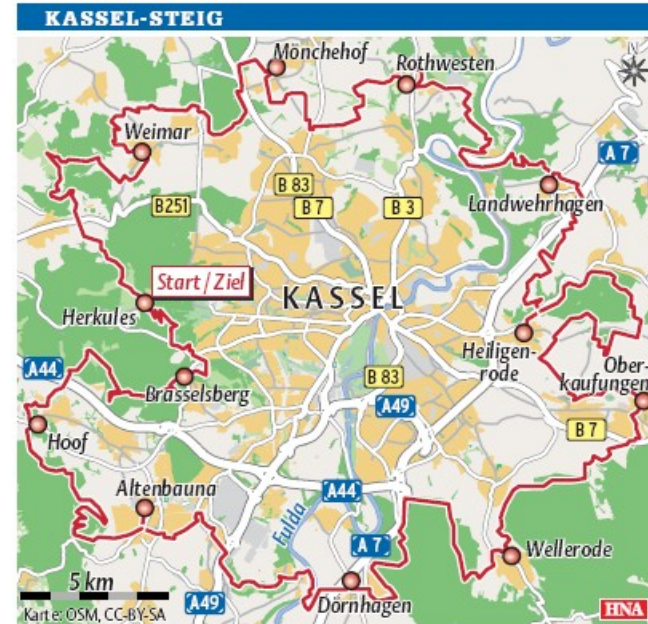 KASSEL-STEIG
Mönchehof
Rothwesten
N
Weimar
A 7
B 83
Landwehrhagen
B251
B 7
B 3
Start / Ziel
KASSEL
Herkules
Heiligen-
rode
Ober-
kaufungen
A44
Brasselsberg
B 83
A49
Hoof
B 7
Altenbauna
A44
Fulda
A 7
Wellerode
5 km
Dörnhagen
A49
Karte: OSM, CC-BY-SA
HNA